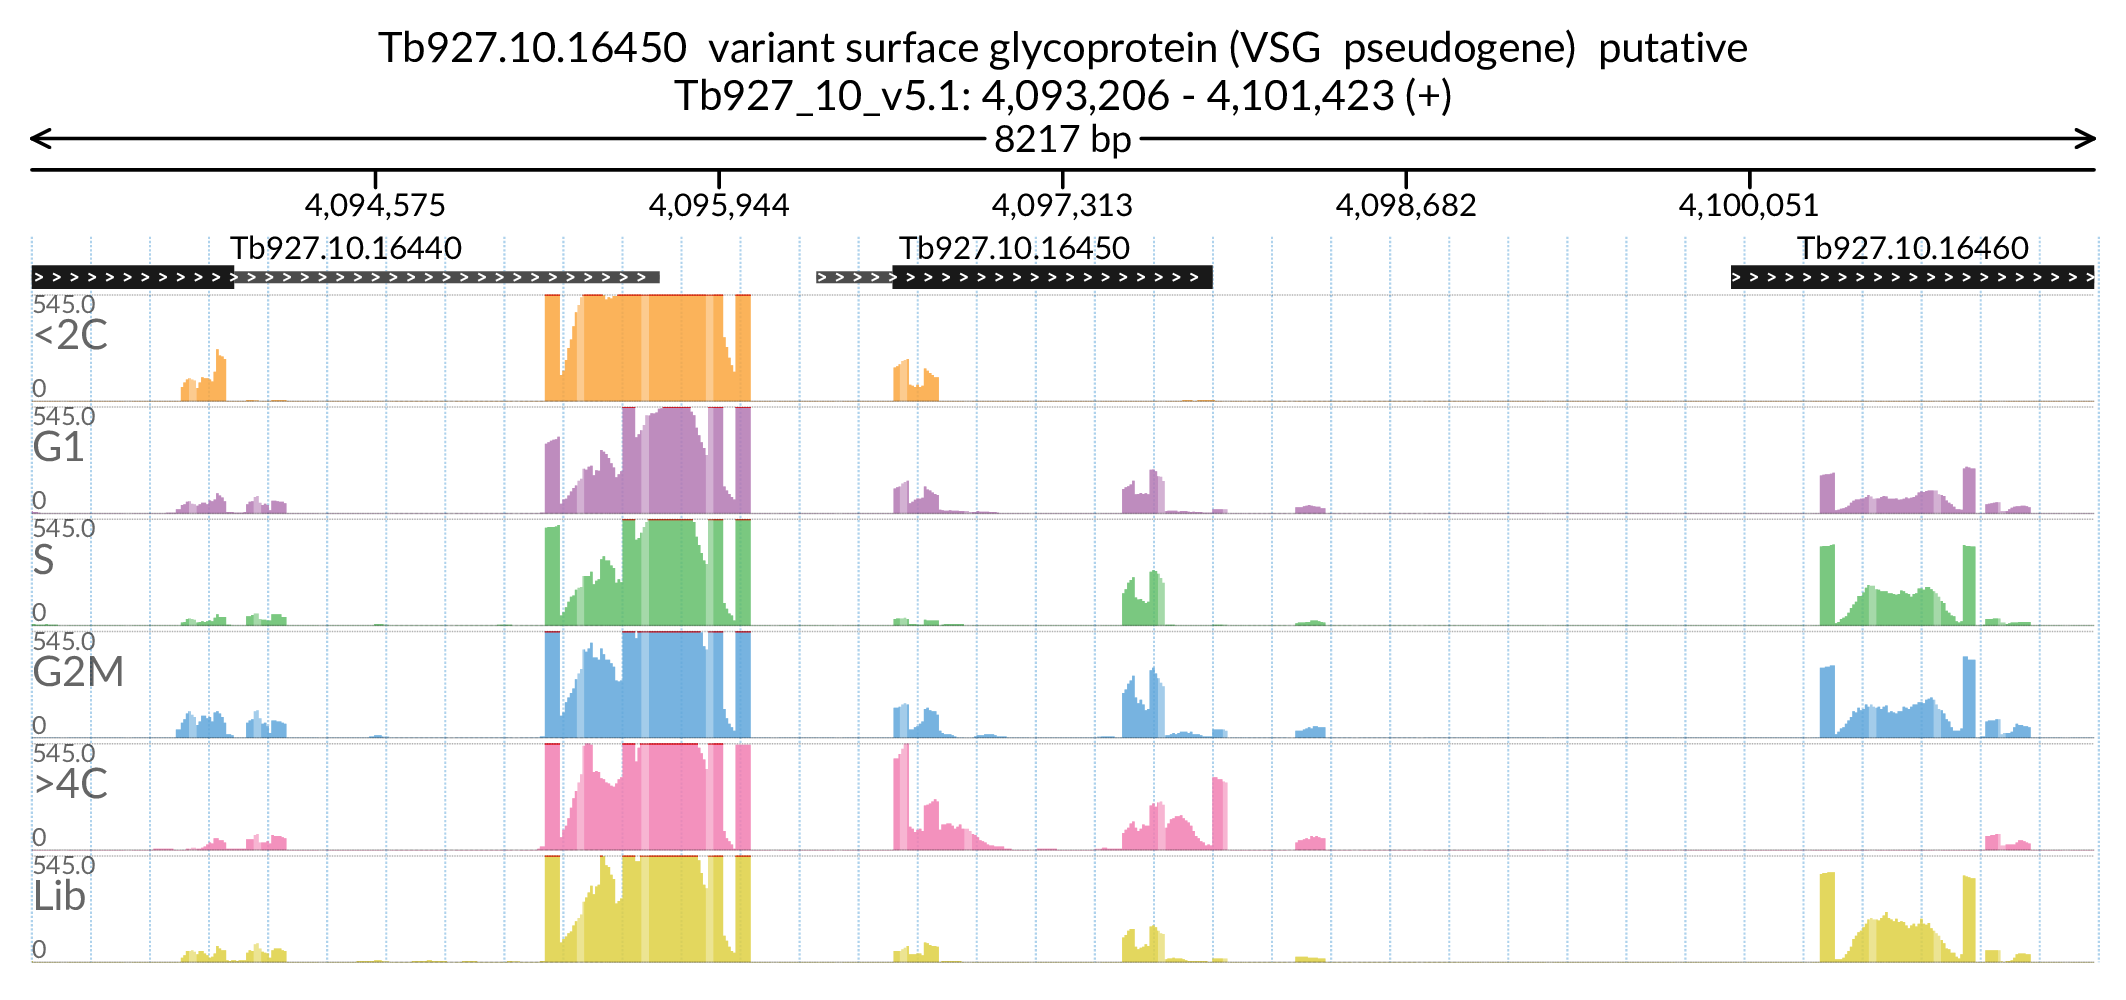 Tb927.10.16450  variant surface glycoprotein (VSG  pseudogene)  putative
Tb927_10_v5.1: 4,093,206 - 4,101,423 (+)
8217 bp
4,094,575 4,095,944 4,097,313 4,098,682 4,100,051
Tb927.10.16440 Tb927.10.16450 Tb927.10.16460
545.0
<2C
0
545.0
G1
0
545.0
S
0
545.0
G2M
0
545.0
>4C
0
545.0
Lib
0